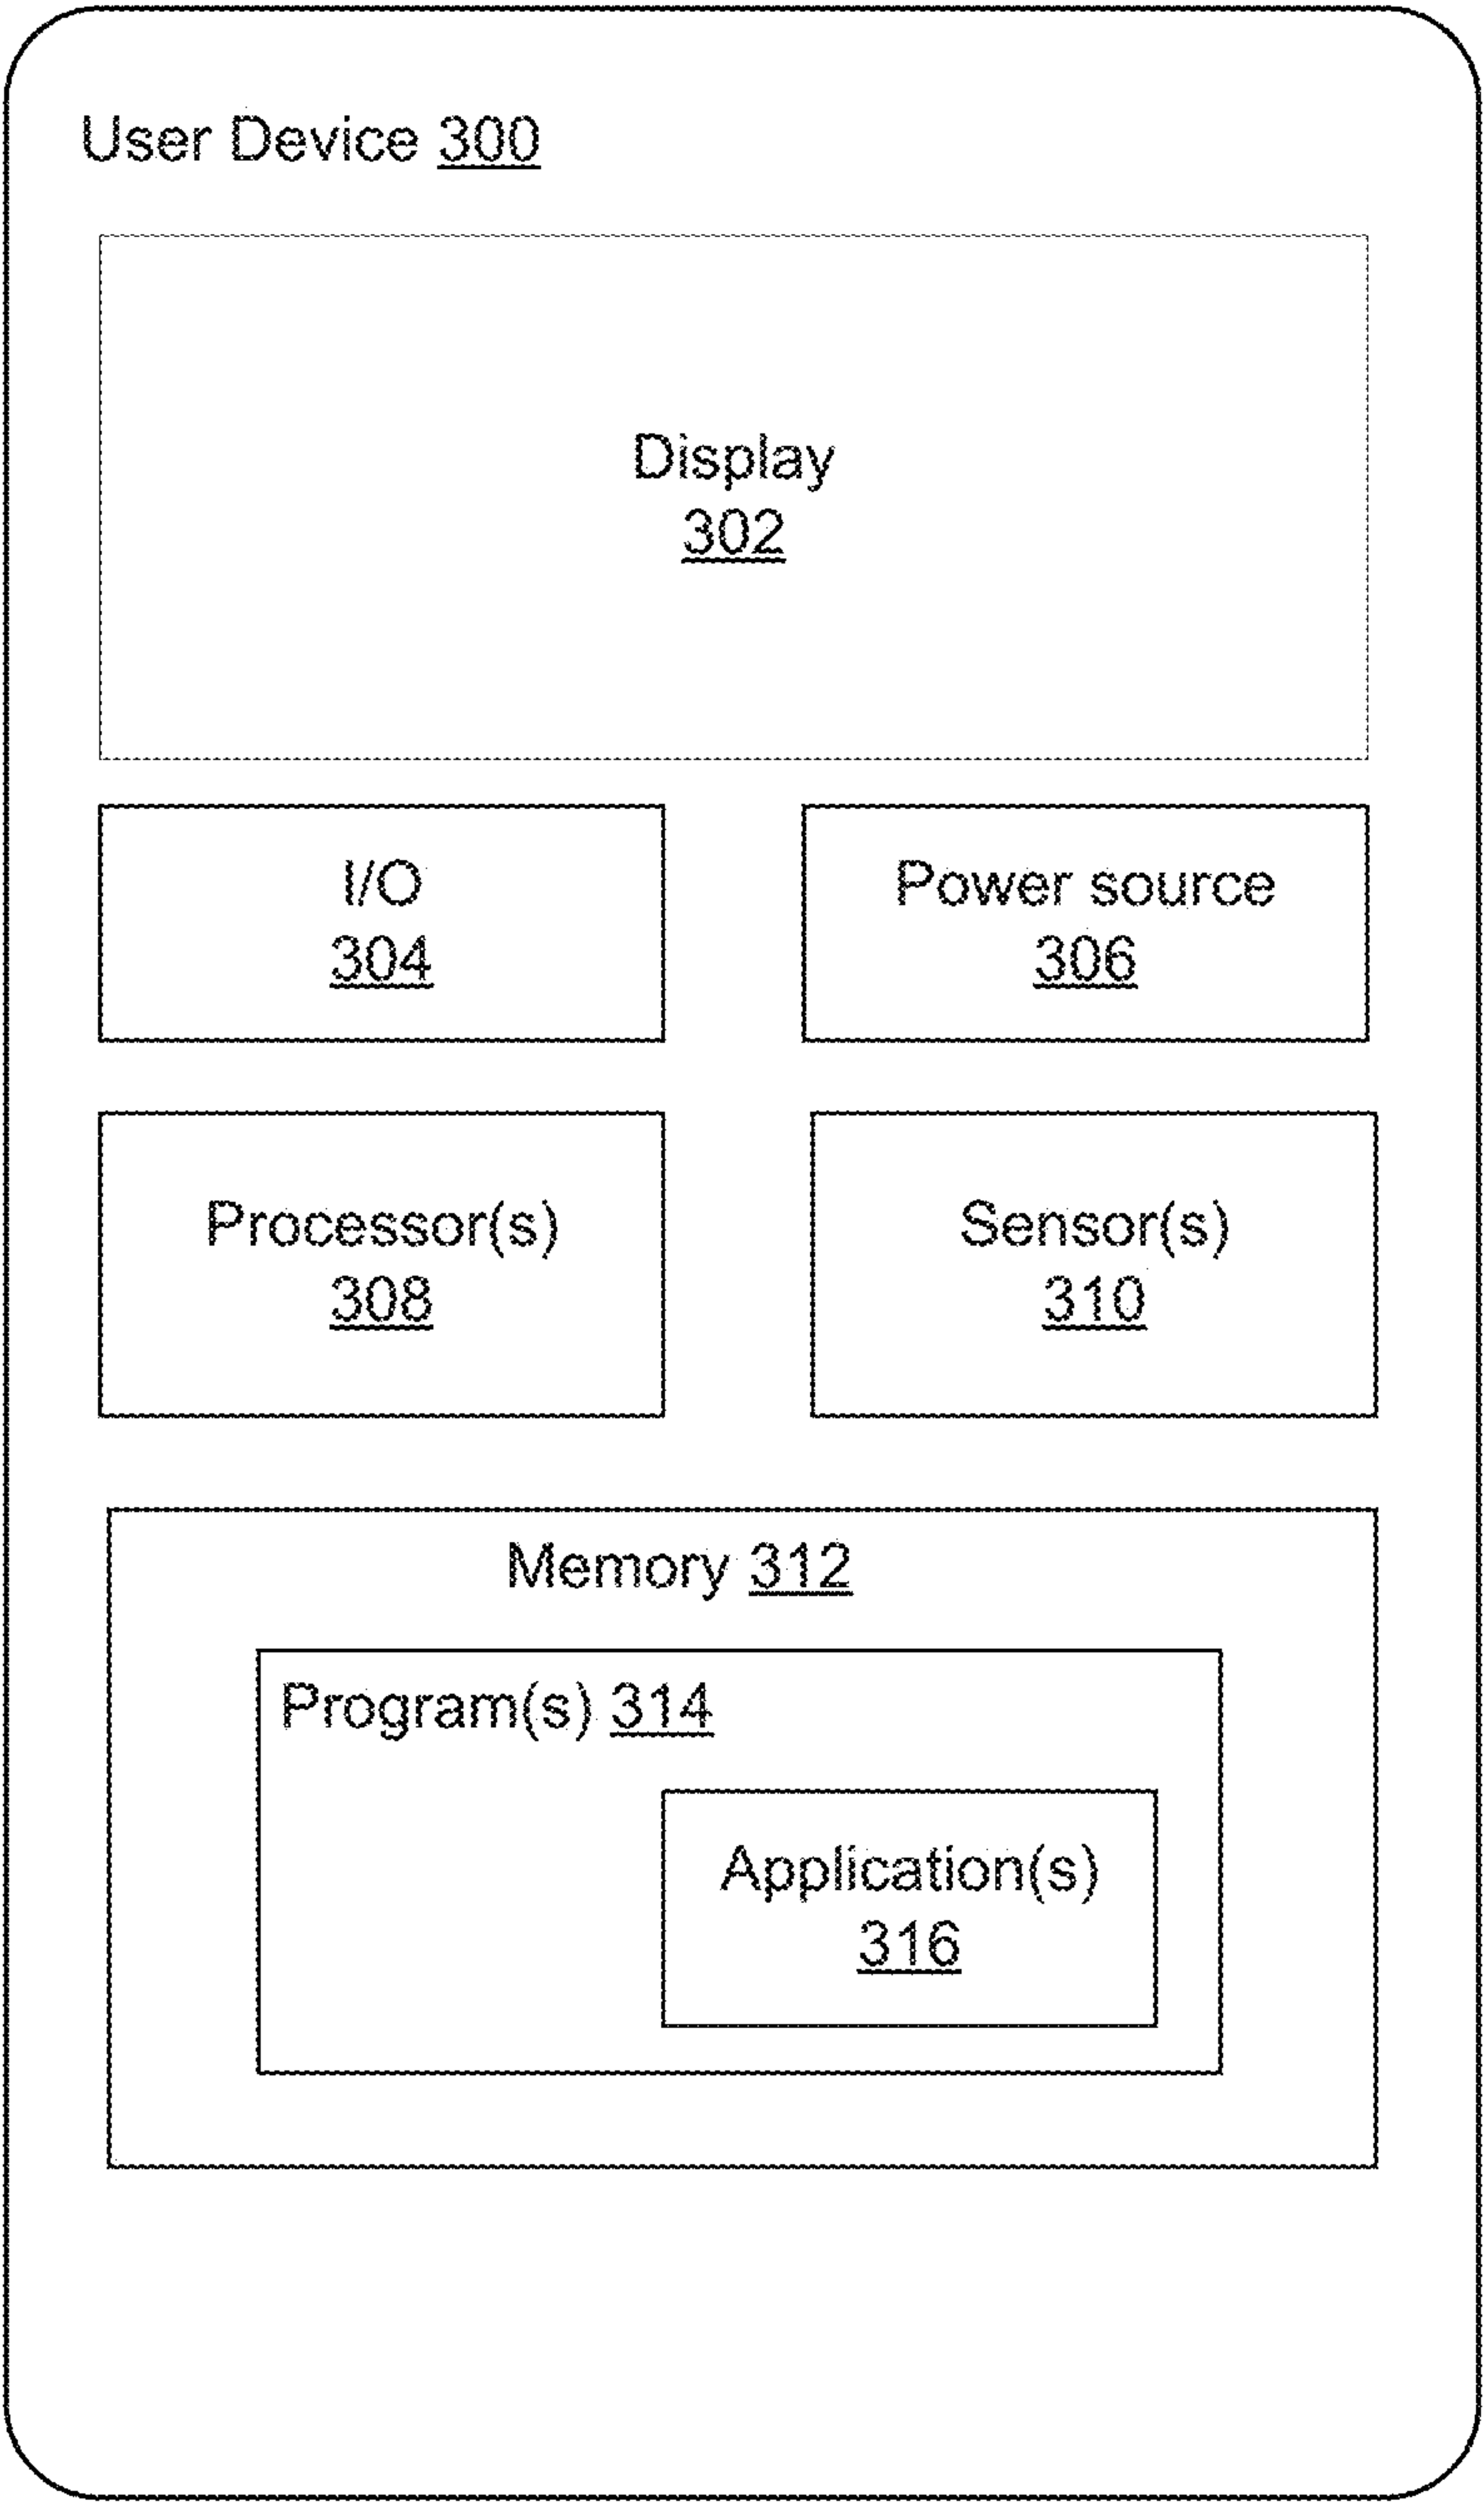 User Device 300
Display
302
I/O
304
Power source
306
Processor(s)
308
Sensor(s)
310
Memory 312
Program(s) 314
Application(s)
316